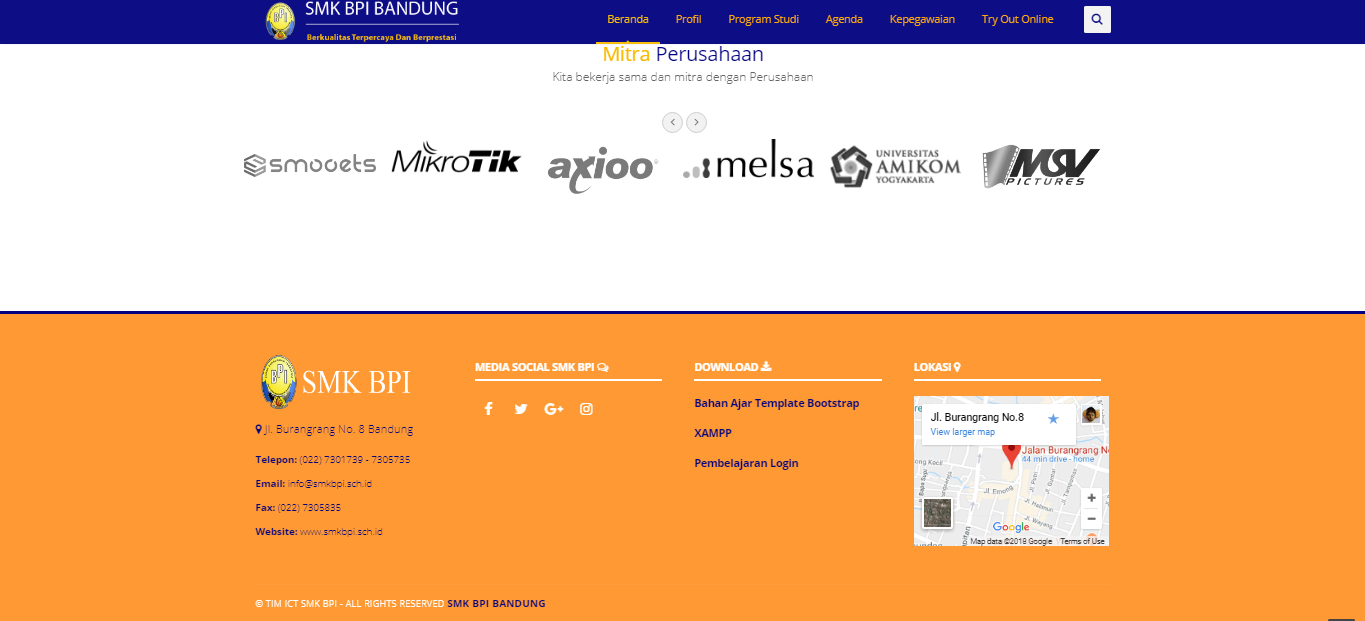 SMK BPI BANDUNG
Berkualitas Terpercaya Dan Berprestasi
Beranda Profil Program Studi Agenda Kepegawaian Try Out Online
Mitra Perusahaan
Kita bekerja sama dan mitra dengan Perusahaan
smooets
MikroTik
axioo
melsa
UNIVERSITAS
AMIKOM
YOGYAKARTA
MSV
PICTURES
BPI
SMK BPI
Jl. Burangrang No. 8 Bandung
Telepon: (022) 7301739 - 7305735
Email: info@smkbpi.sch.id
Fax: (022) 7305835
Website: www.smkbpi.sch.id
MEDIA SOCIAL SMK BPI
DOWNLOAD
Bahan Ajar Template Bootstrap
XAMPP
Pembelajaran Login
LOKASI
Jl. Burangrang No.8
View larger map
Jalan Burangrang N
44 min drive - home
Jl. Emong
Jl. Wayang
Google
Map data ©2018 Google Terms of Use
© TIM ICT SMK BPI - ALL RIGHTS RESERVED SMK BPI BANDUNG